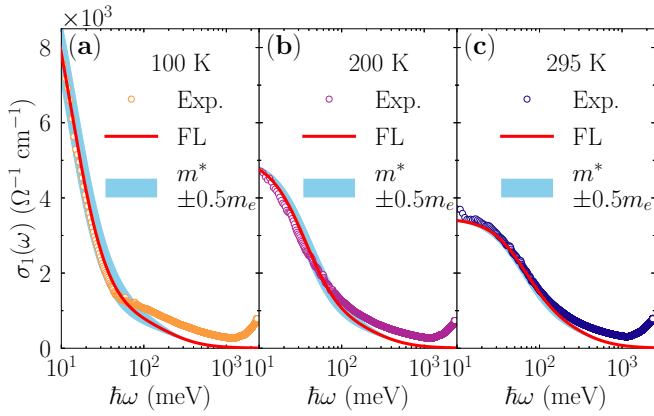 ×10³
(a)
100 K
Exp.
FL
m*
±0.5mₑ
(b)
200 K
Exp.
FL
m*
±0.5mₑ
(c)
295 K
Exp.
FL
m*
±0.5mₑ
8
6
4
2
0
σ₁(ω) (Ω⁻¹ cm⁻¹)
10¹ 10² 10³
10¹ 10² 10³
10¹ 10² 10³
ħω (meV)
ħω (meV)
ħω (meV)